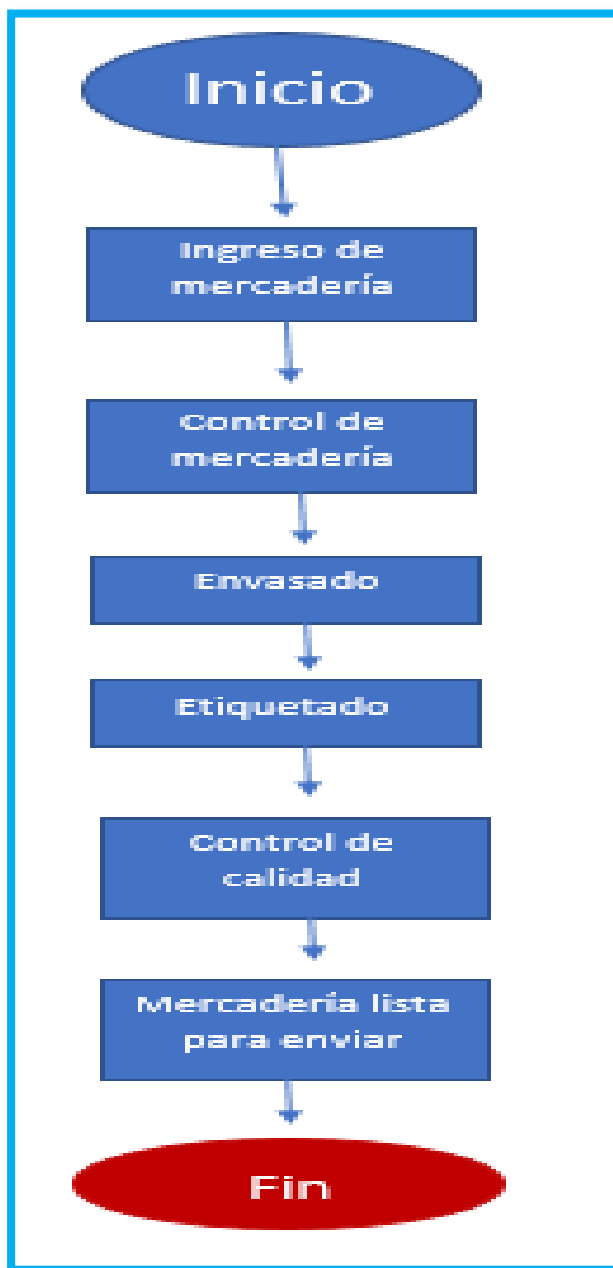 Inicio
Ingreso de
mercadería
Control de
mercadería
Envasado
Etiquetado
Control de
calidad
Mercadería lista
para enviar
Fin